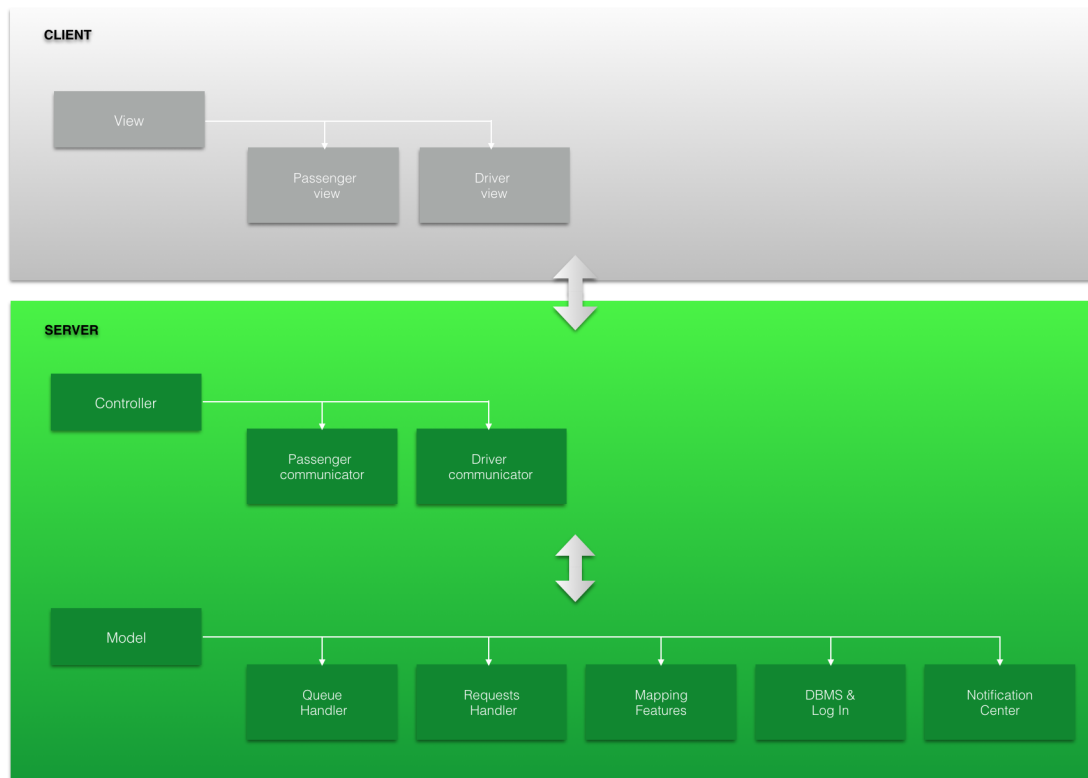 CLIENT
View
Passenger
view
Driver
view
SERVER
Controller
Passenger
communicator
Driver
communicator
Model
Queue
Handler
Requests
Handler
Mapping
Features
DBMS &
Log In
Notification
Center